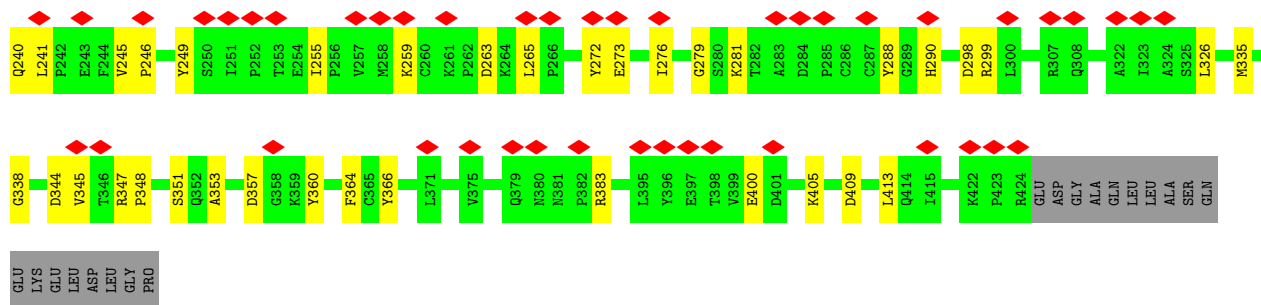 Q240 L241 P242 E243 F244 V245 P246 Y249 S250 I251 P252 T253 E254 I255 P256 V257 M258 K259 C260 K261 P262 D263 K264 L265 P266 Y272 E273 I276 G279 S280 K281 T282 A283 D284 P285 C286 C287 Y288 G289 H290 D298 R299 L300 R307 Q308 A322 I323 A324 S325 L326 M335
G338 D344 V345 T346 R347 P348 S351 Q352 A353 D357 G358 K359 Y360 F364 C365 Y366 L371 V375 Q379 N380 N381 P382 R383 L395 Y396 E397 T398 V399 E400 D401 K405 D409 L413 Q414 I415 K422 P423 R424 GLU ASP GLY ALA GLN LEU LEU ALA SER GLN
GLU LYS GLU LEU ASP LEU GLY PRO